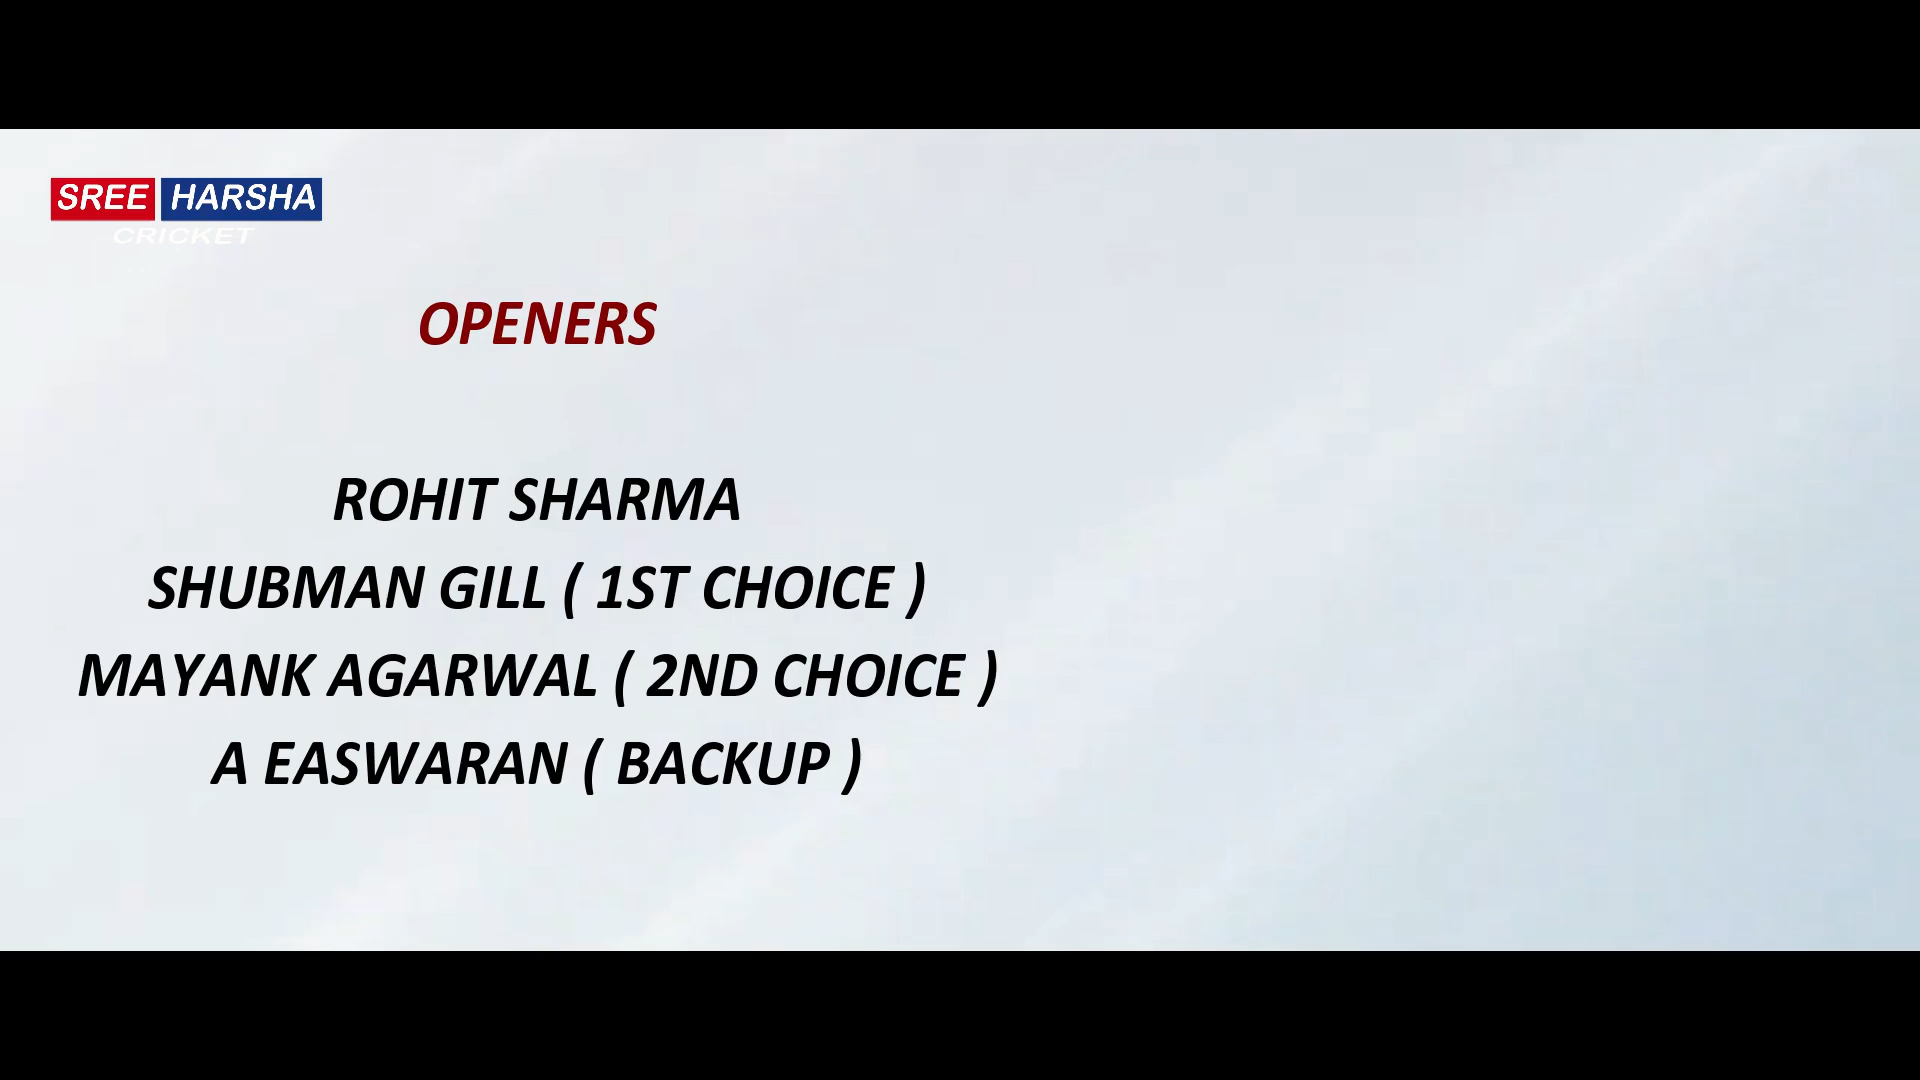 SREE HARSHA
CRICKET
OPENERS
ROHIT SHARMA
SHUBMAN GILL ( 1ST CHOICE )
MAYANK AGARWAL ( 2ND CHOICE )
A EASWARAN ( BACKUP )